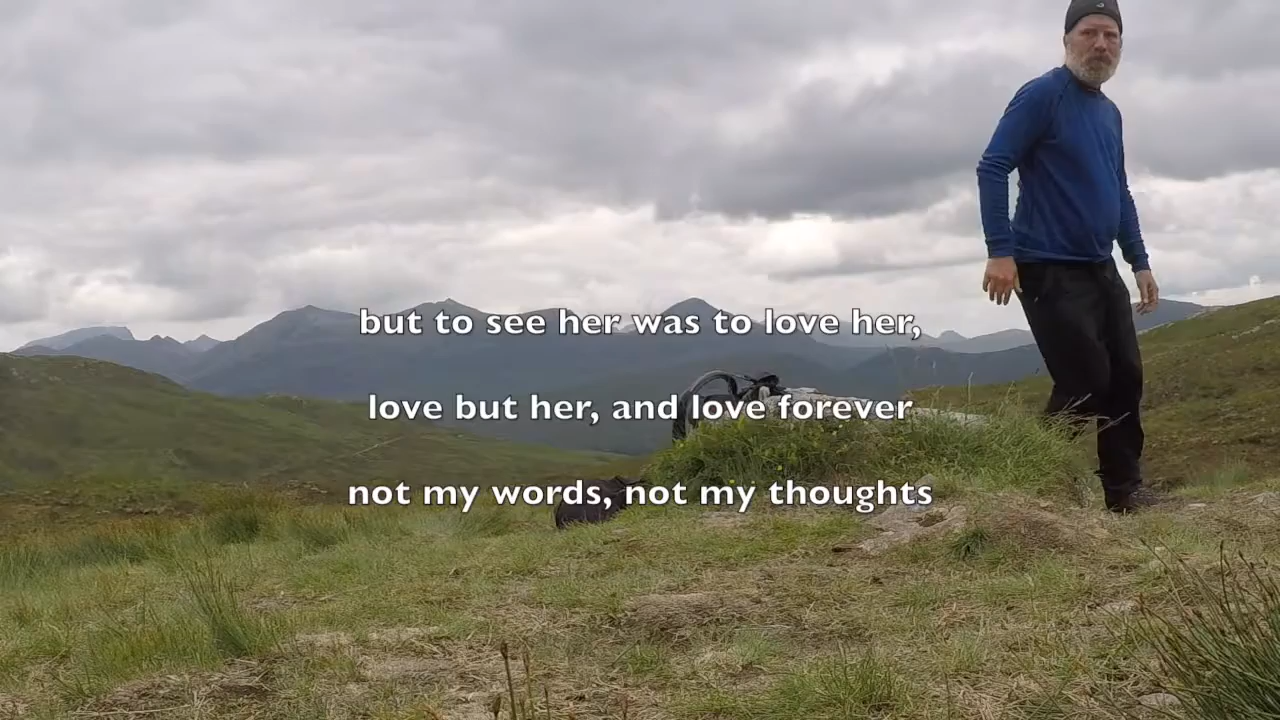 but to see her was to love her,
love but her, and love forever
not my words, not my thoughts